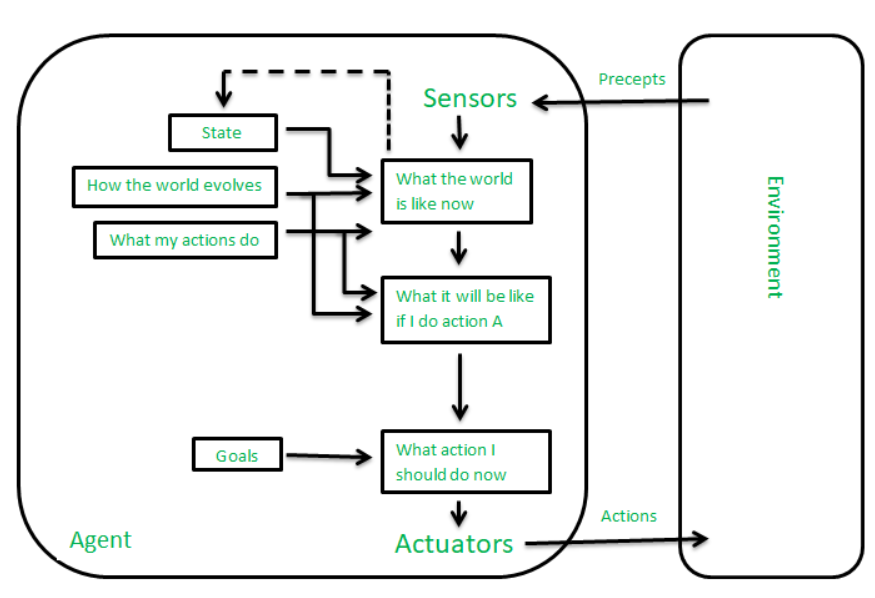 Precepts
Sensors
State
How the world evolves
What the world
is like now
What my actions do
What it will be like
if I do action A
Goals
What action I
should do now
Agent
Actuators
Actions
Environment